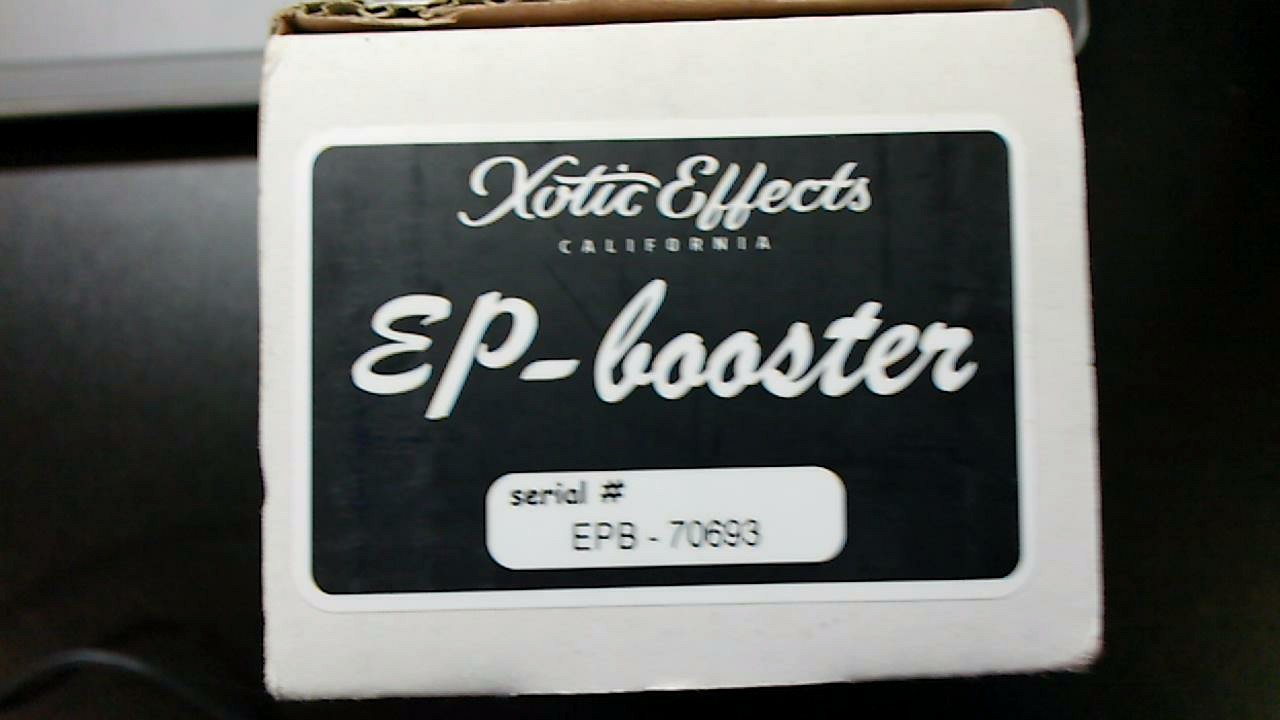 Xotic Effects
CALIFORNIA
EP-booster
serial #
EPB - 70693